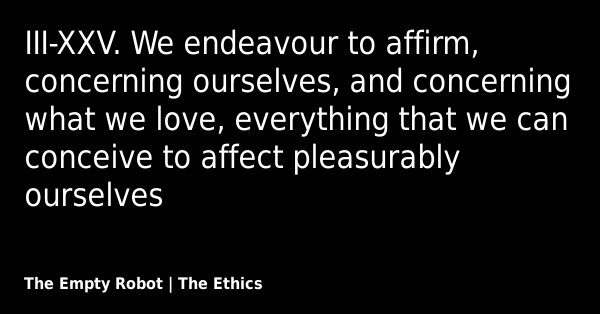 III-XXV. We endeavour to affirm,
concerning ourselves, and concerning
what we love, everything that we can
conceive to affect pleasurably
ourselves
The Empty Robot | The Ethics